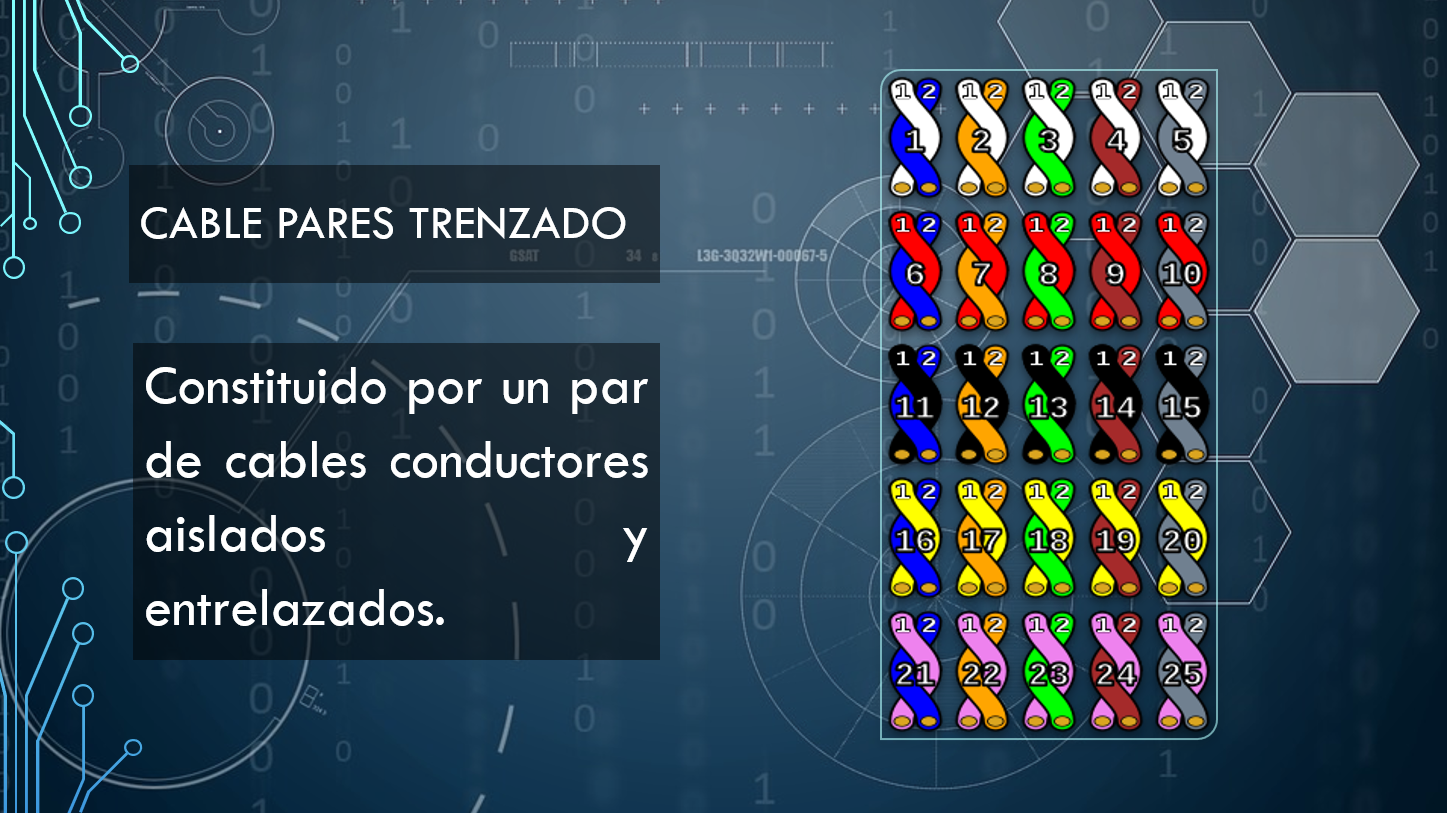 CABLE PARES TRENZADO
Constituido por un par
de cables conductores
aislados y
entrelazados.
GSAT 34 8 L3G-3Q32W1-00067-5
1 2 1 2 1 2 1 2 1 2
1 2 3 4 5
1 2 1 2 1 2 1 2 1 2
6 7 8 9 10
1 2 1 2 1 2 1 2 1 2
11 12 13 14 15
1 2 1 2 1 2 1 2 1 2
16 17 18 19 20
1 2 1 2 1 2 1 2 1 2
21 22 23 24 25